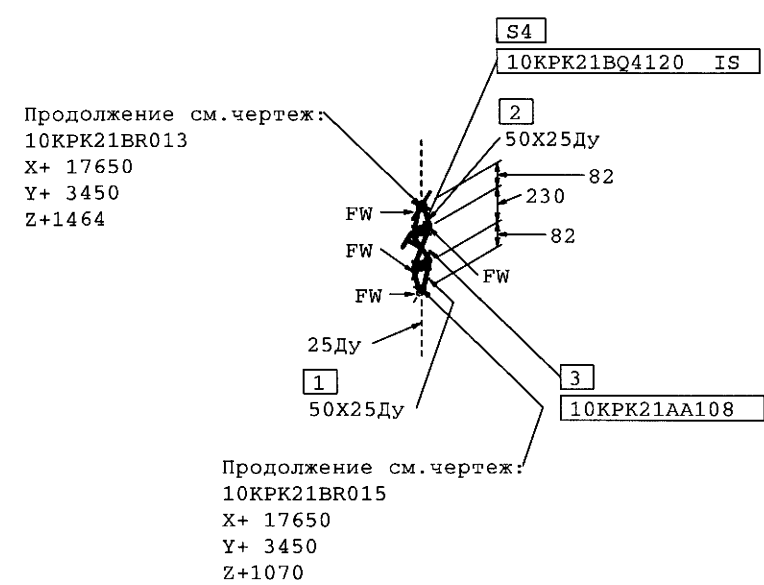 S4
10KPK21BQ4120 IS
Продолжение см.чертеж:
10KPK21BR013
X+ 17650
Y+ 3450
Z+1464
2
50X25Ду
82
230
82
FW
FW
FW
FW
25Ду
1
50X25Ду
3
10KPK21AA108
Продолжение см.чертеж:
10KPK21BR015
X+ 17650
Y+ 3450
Z+1070